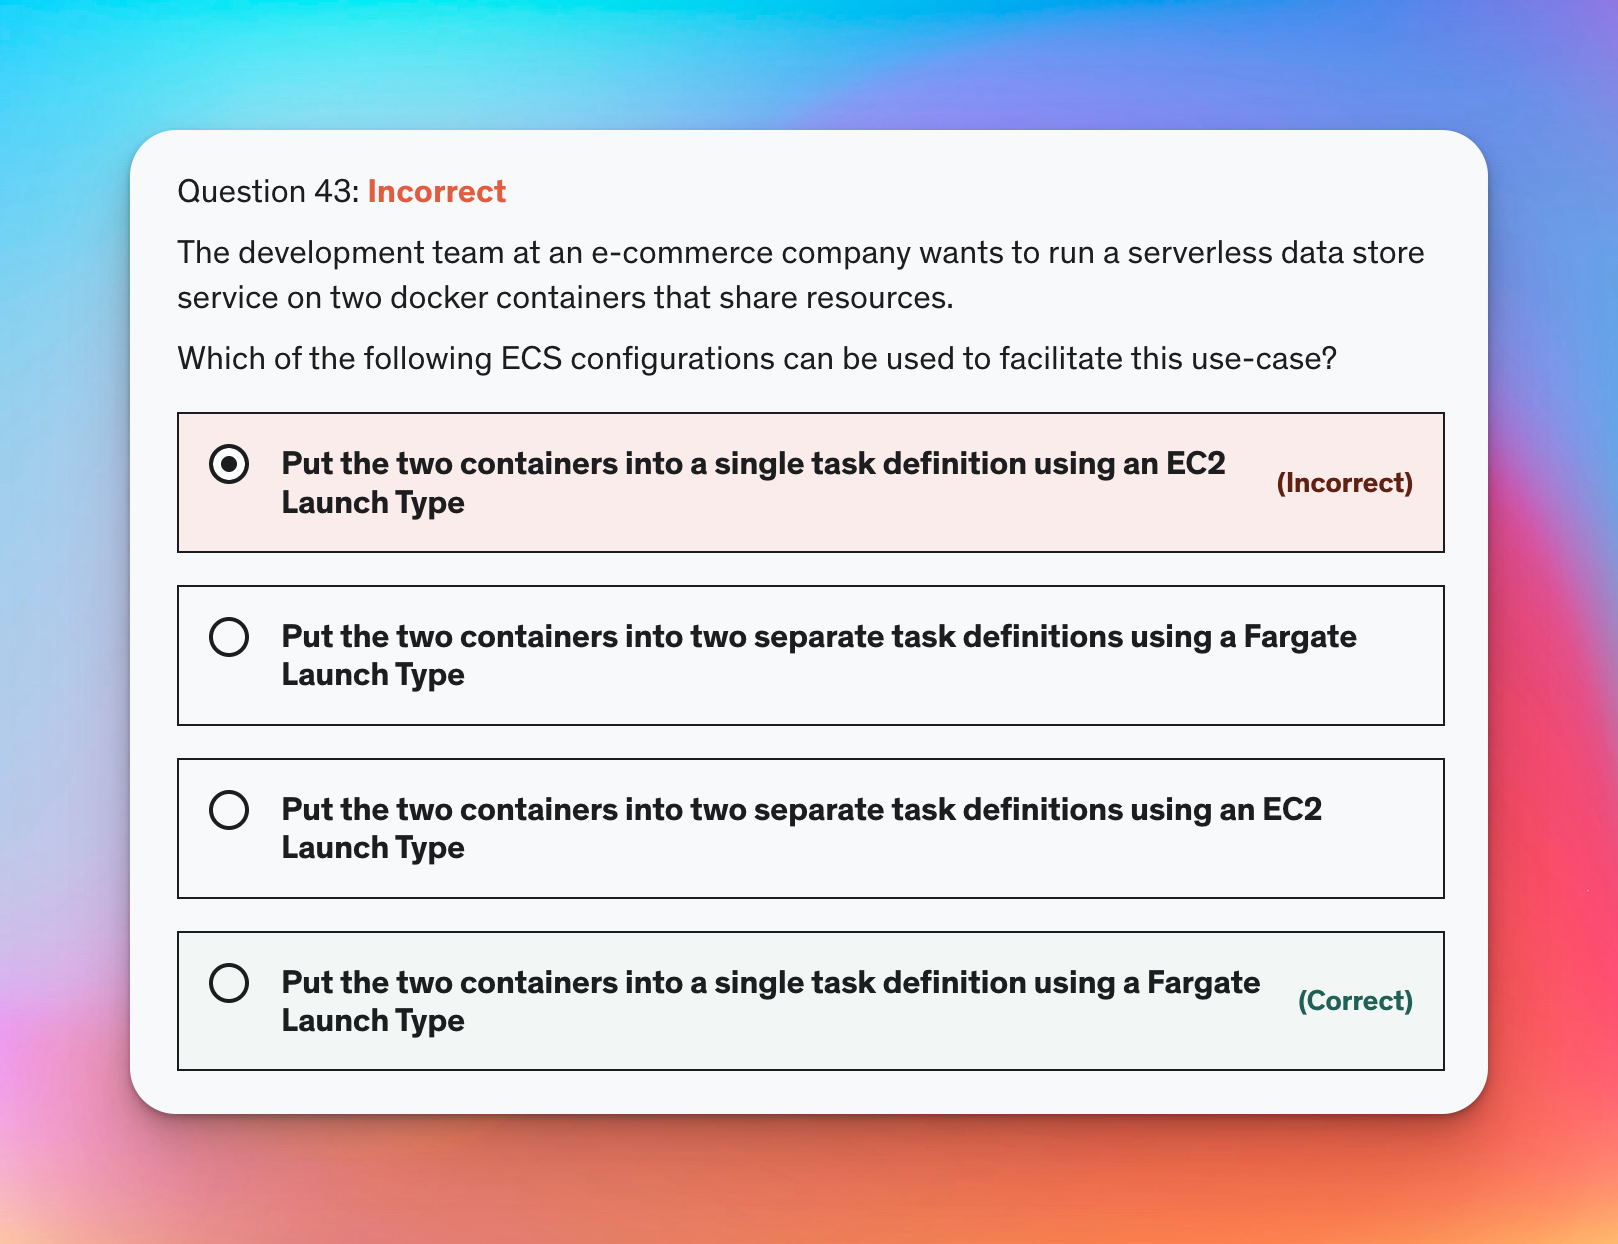 Question 43: Incorrect
The development team at an e-commerce company wants to run a serverless data store
service on two docker containers that share resources.
Which of the following ECS configurations can be used to facilitate this use-case?
Put the two containers into a single task definition using an EC2
Launch Type
(Incorrect)
Put the two containers into two separate task definitions using a Fargate
Launch Type
Put the two containers into two separate task definitions using an EC2
Launch Type
Put the two containers into a single task definition using a Fargate
Launch Type
(Correct)